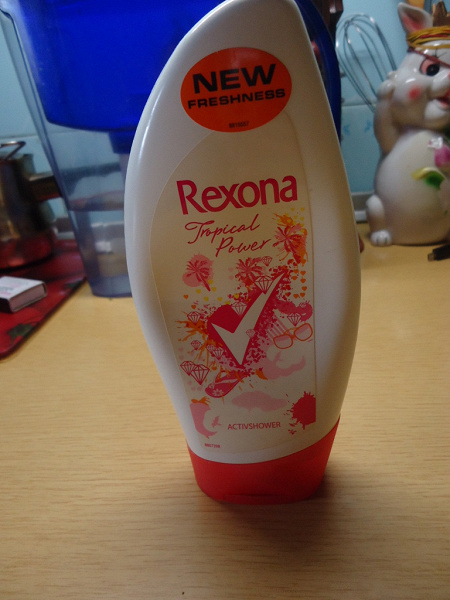 NEW
FRESHNESS
Rexona
Tropical
Power
ACTIVSHOWER